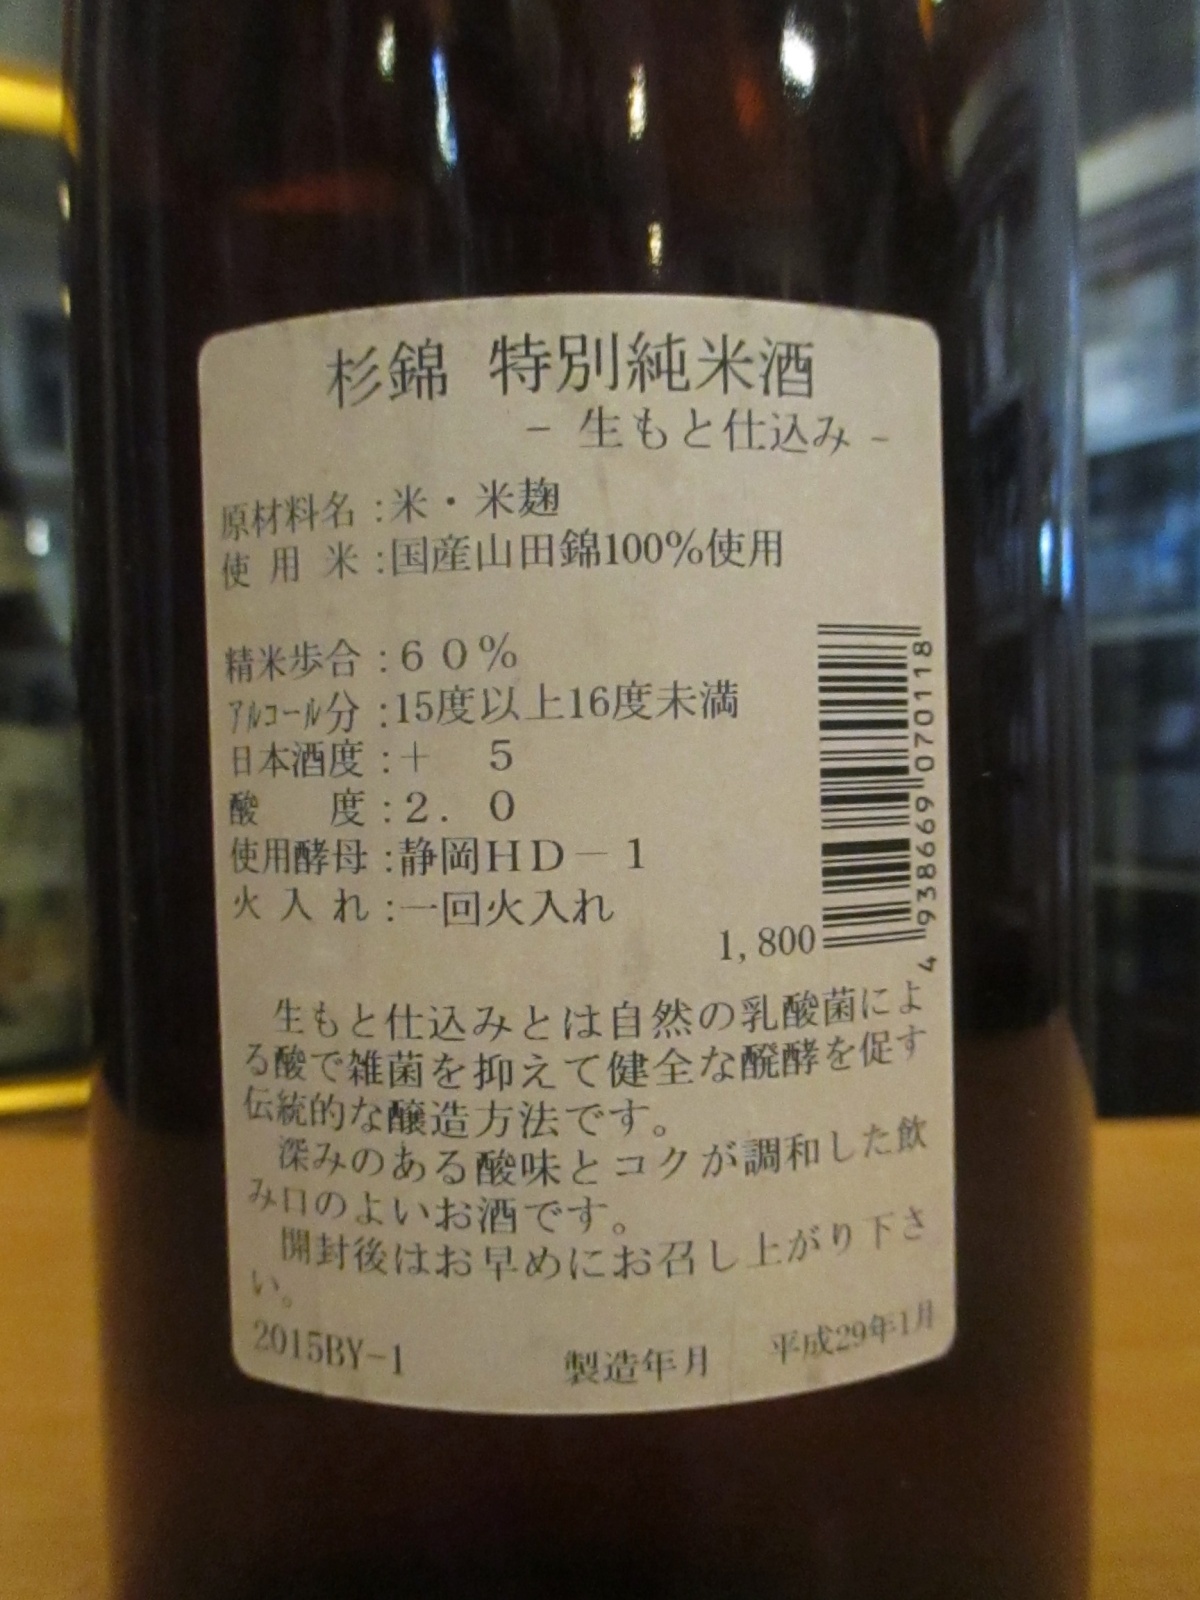 杉錦 特別純米酒
- 生もと仕込み -
原材料名:米・米麹
使用米:国産山田錦100%使用
精米歩合:60%
アルコール分:15度以上16度未満
日本酒度:+ 5
酸 度:2.0
使用酵母:静岡HD-1
火入れ:一回火入れ
1,800
4 938669 070118
生もと仕込みとは自然の乳酸菌によ
る酸で雑菌を抑えて健全な醗酵を促す
伝統的な醸造方法です。
深みのある酸味とコクが調和した飲
み口のよいお酒です。
開封後はお早めにお召し上がり下さ
い。
2015BY-1 製造年月 平成29年1月